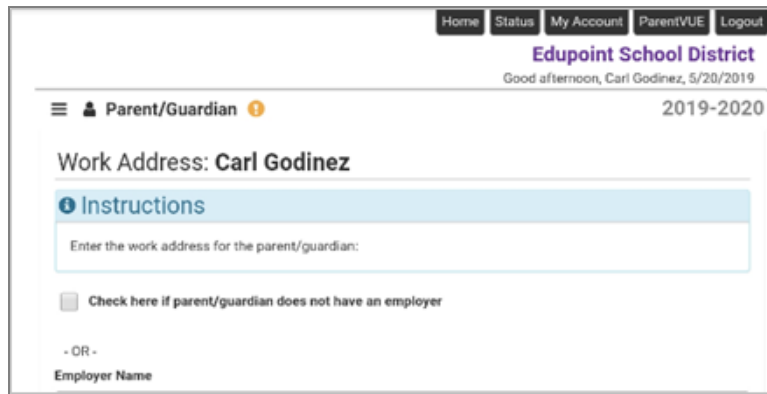 Home Status My Account ParentVUE Logout
Edupoint School District
Good afternoon, Carl Godinez, 5/20/2019
Parent/Guardian
2019-2020
Work Address: Carl Godinez
Instructions
Enter the work address for the parent/guardian:
Check here if parent/guardian does not have an employer
- OR -
Employer Name